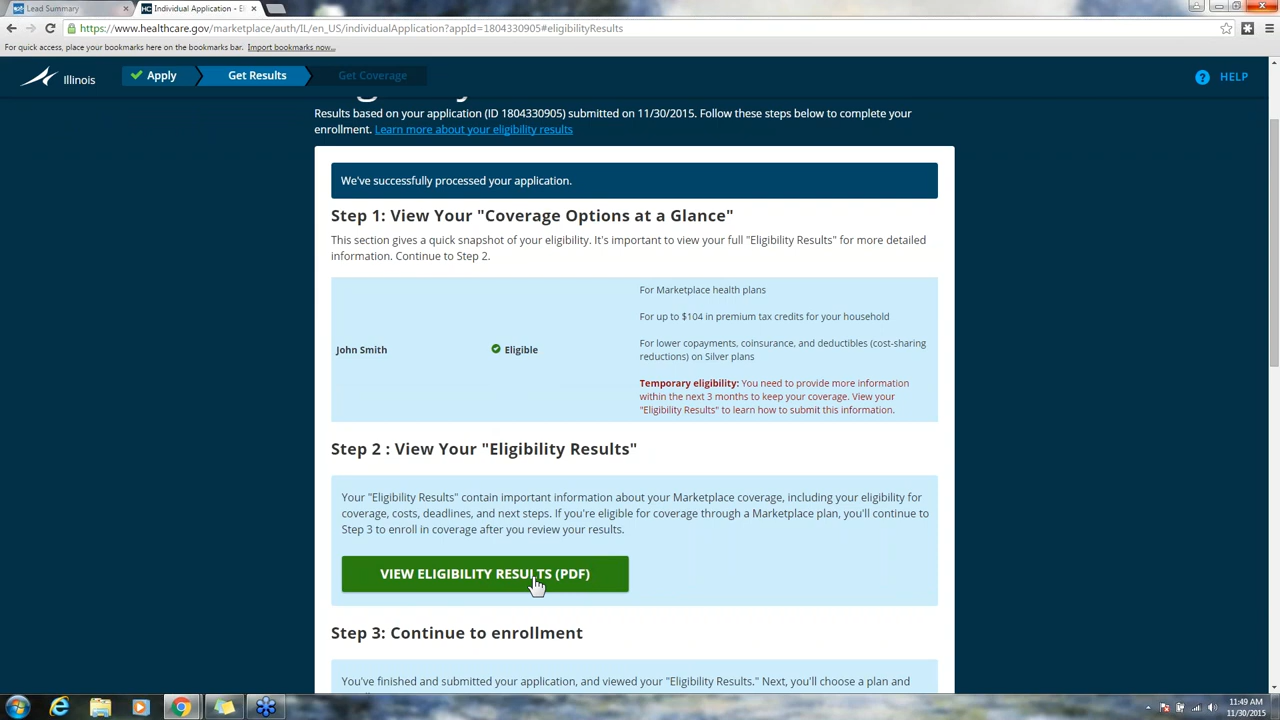 Lead Summary
Individual Application - E
https://www.healthcare.gov/marketplace/auth/IL/en_US/individualApplication?appId=1804330905#eligibilityResults
For quick access, place your bookmarks here on the bookmarks bar. Import bookmarks now...
Illinois
Apply
Get Results
Get Coverage
? HELP
Results based on your application (ID 1804330905) submitted on 11/30/2015. Follow these steps below to complete your
enrollment. Learn more about your eligibility results
We've successfully processed your application.
Step 1: View Your "Coverage Options at a Glance"
This section gives a quick snapshot of your eligibility. It's important to view your full "Eligibility Results" for more detailed
information. Continue to Step 2.
For Marketplace health plans
For up to $104 in premium tax credits for your household
John Smith
Eligible
For lower copayments, coinsurance, and deductibles (cost-sharing
reductions) on Silver plans
Temporary eligibility: You need to provide more information
within the next 3 months to keep your coverage. View your
"Eligibility Results" to learn how to submit this information.
Step 2 : View Your "Eligibility Results"
Your "Eligibility Results" contain important information about your Marketplace coverage, including your eligibility for
coverage, costs, deadlines, and next steps. If you're eligible for coverage through a Marketplace plan, you'll continue to
Step 3 to enroll in coverage after you review your results.
VIEW ELIGIBILITY RESULTS (PDF)
Step 3: Continue to enrollment
You've finished and submitted your application, and viewed your "Eligibility Results." Next, you'll choose a plan and
11:49 AM
11/30/2015